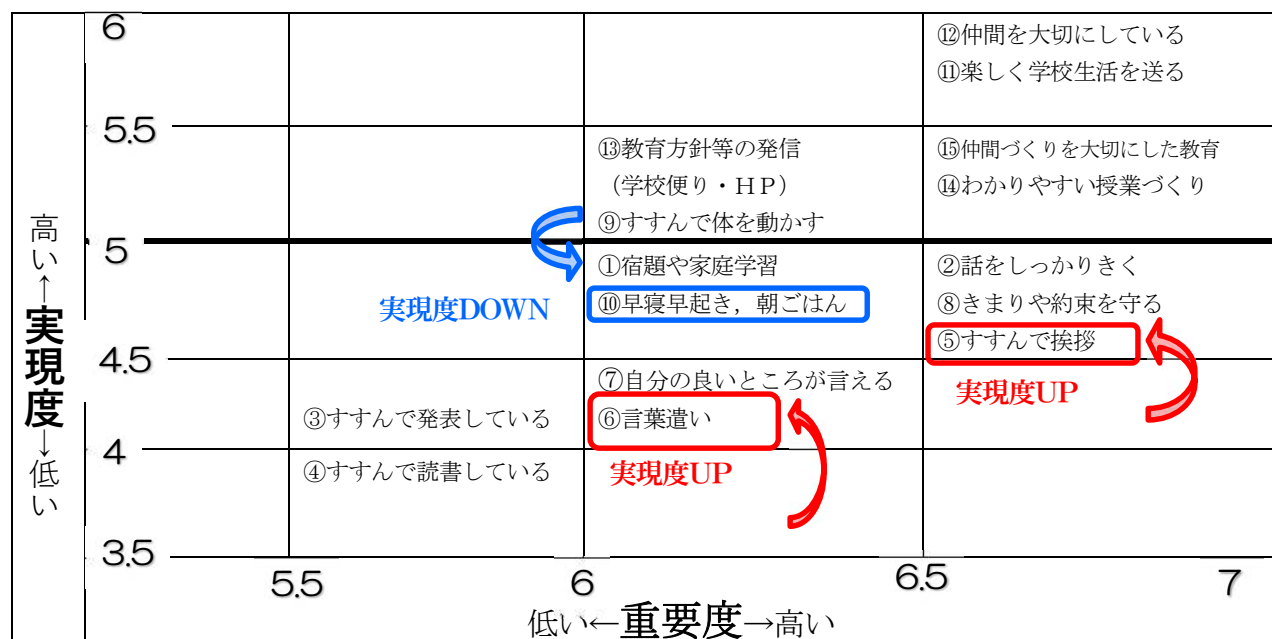 6
⑫仲間を大切にしている
⑪楽しく学校生活を送る
5.5
⑬教育方針等の発信
(学校便り・HP)
⑨すすんで体を動かす
⑮仲間づくりを大切にした教育
⑭わかりやすい授業づくり
高い←実現度→低い
5
①宿題や家庭学習
⑩早寝早起き，朝ごはん
実現度DOWN
②話をしっかりきく
⑧きまりや約束を守る
⑤すすんで挨拶
実現度UP
4.5
③すすんで発表している
⑦自分の良いところが言える
⑥言葉遣い
実現度UP
4
④すすんで読書している
3.5
5.5
6
6.5
7
低い←重要度→高い